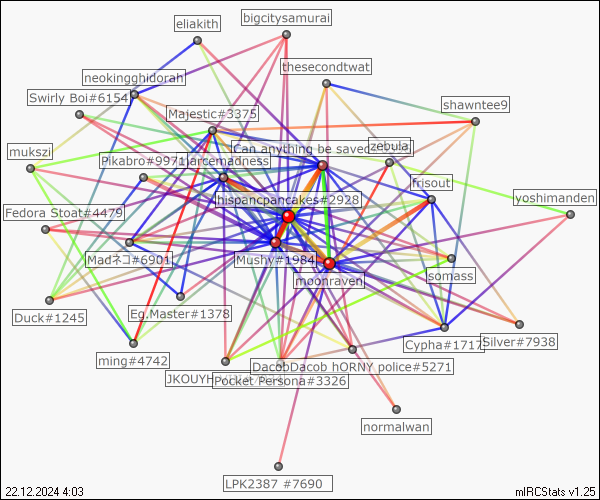 bigcitysamurai
eliakith
thesecondtwat
neokingghidorah
Swirly Boi#6154
shawntee9
Majestic#3375
Can anything be saved
zebula
mukszi
Pikabro#9971
jarcemadness
frisout
hispancpancakes#2928
yoshimanden
Fedora Stoat#4479
Madネコ#6901
Mushy#1984
somass
moonraven
Duck#1245
Eg.Master#1378
Cypha#1717
Silver#7938
ming#4742
DacobDacob hORNY police#5271
JKOUYH
Pocket Persona#3326
normalwan
LPK2387 #7690
22.12.2024 4:03
mIRCStats v1.25